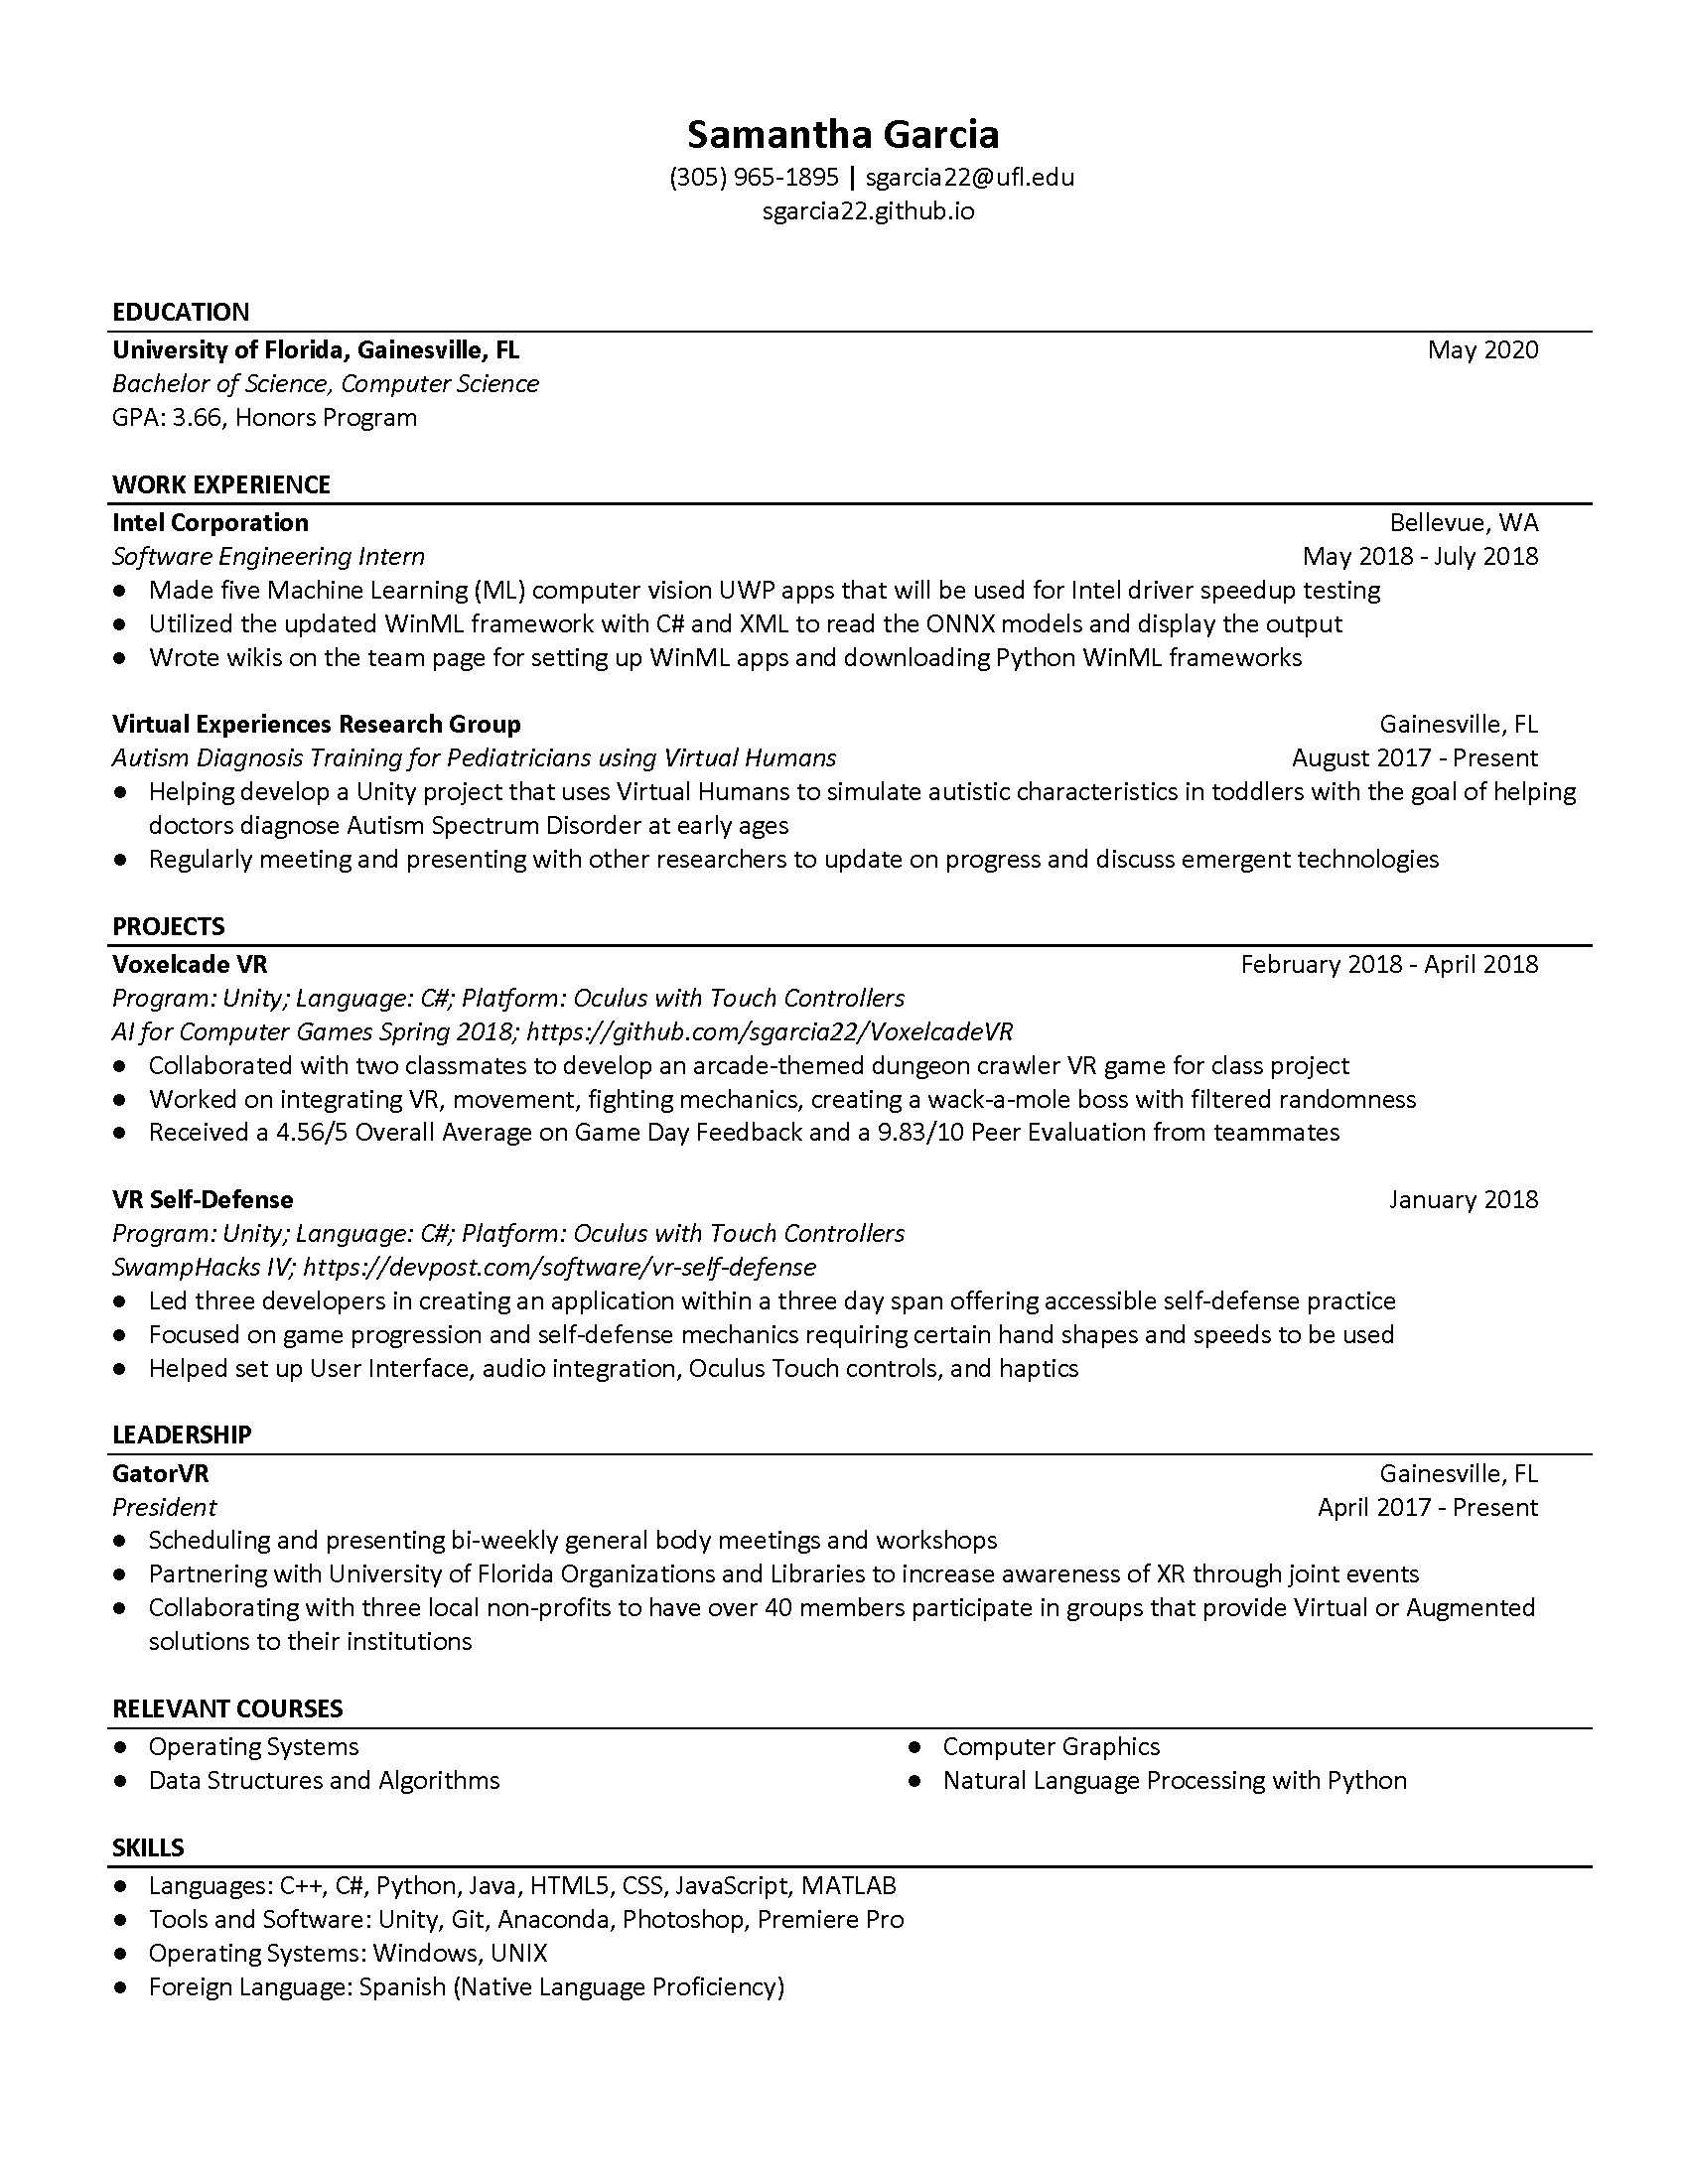 Samantha Garcia
(305) 965-1895 | sgarcia22@ufl.edu
sgarcia22.github.io
EDUCATION
University of Florida, Gainesville, FL May 2020
Bachelor of Science, Computer Science
GPA: 3.66, Honors Program
WORK EXPERIENCE
Intel Corporation Bellevue, WA
Software Engineering Intern May 2018 - July 2018
● Made five Machine Learning (ML) computer vision UWP apps that will be used for Intel driver speedup testing
● Utilized the updated WinML framework with C# and XML to read the ONNX models and display the output
● Wrote wikis on the team page for setting up WinML apps and downloading Python WinML frameworks
Virtual Experiences Research Group Gainesville, FL
Autism Diagnosis Training for Pediatricians using Virtual Humans August 2017 - Present
● Helping develop a Unity project that uses Virtual Humans to simulate autistic characteristics in toddlers with the goal of helping
doctors diagnose Autism Spectrum Disorder at early ages
● Regularly meeting and presenting with other researchers to update on progress and discuss emergent technologies
PROJECTS
Voxelcade VR February 2018 - April 2018
Program: Unity; Language: C#; Platform: Oculus with Touch Controllers
AI for Computer Games Spring 2018; https://github.com/sgarcia22/VoxelcadeVR
● Collaborated with two classmates to develop an arcade-themed dungeon crawler VR game for class project
● Worked on integrating VR, movement, fighting mechanics, creating a wack-a-mole boss with filtered randomness
● Received a 4.56/5 Overall Average on Game Day Feedback and a 9.83/10 Peer Evaluation from teammates
VR Self-Defense January 2018
Program: Unity; Language: C#; Platform: Oculus with Touch Controllers
SwampHacks IV; https://devpost.com/software/vr-self-defense
● Led three developers in creating an application within a three day span offering accessible self-defense practice
● Focused on game progression and self-defense mechanics requiring certain hand shapes and speeds to be used
● Helped set up User Interface, audio integration, Oculus Touch controls, and haptics
LEADERSHIP
GatorVR Gainesville, FL
President April 2017 - Present
● Scheduling and presenting bi-weekly general body meetings and workshops
● Partnering with University of Florida Organizations and Libraries to increase awareness of XR through joint events
● Collaborating with three local non-profits to have over 40 members participate in groups that provide Virtual or Augmented
solutions to their institutions
RELEVANT COURSES
● Operating Systems ● Computer Graphics
● Data Structures and Algorithms ● Natural Language Processing with Python
SKILLS
● Languages: C++, C#, Python, Java, HTML5, CSS, JavaScript, MATLAB
● Tools and Software: Unity, Git, Anaconda, Photoshop, Premiere Pro
● Operating Systems: Windows, UNIX
● Foreign Language: Spanish (Native Language Proficiency)